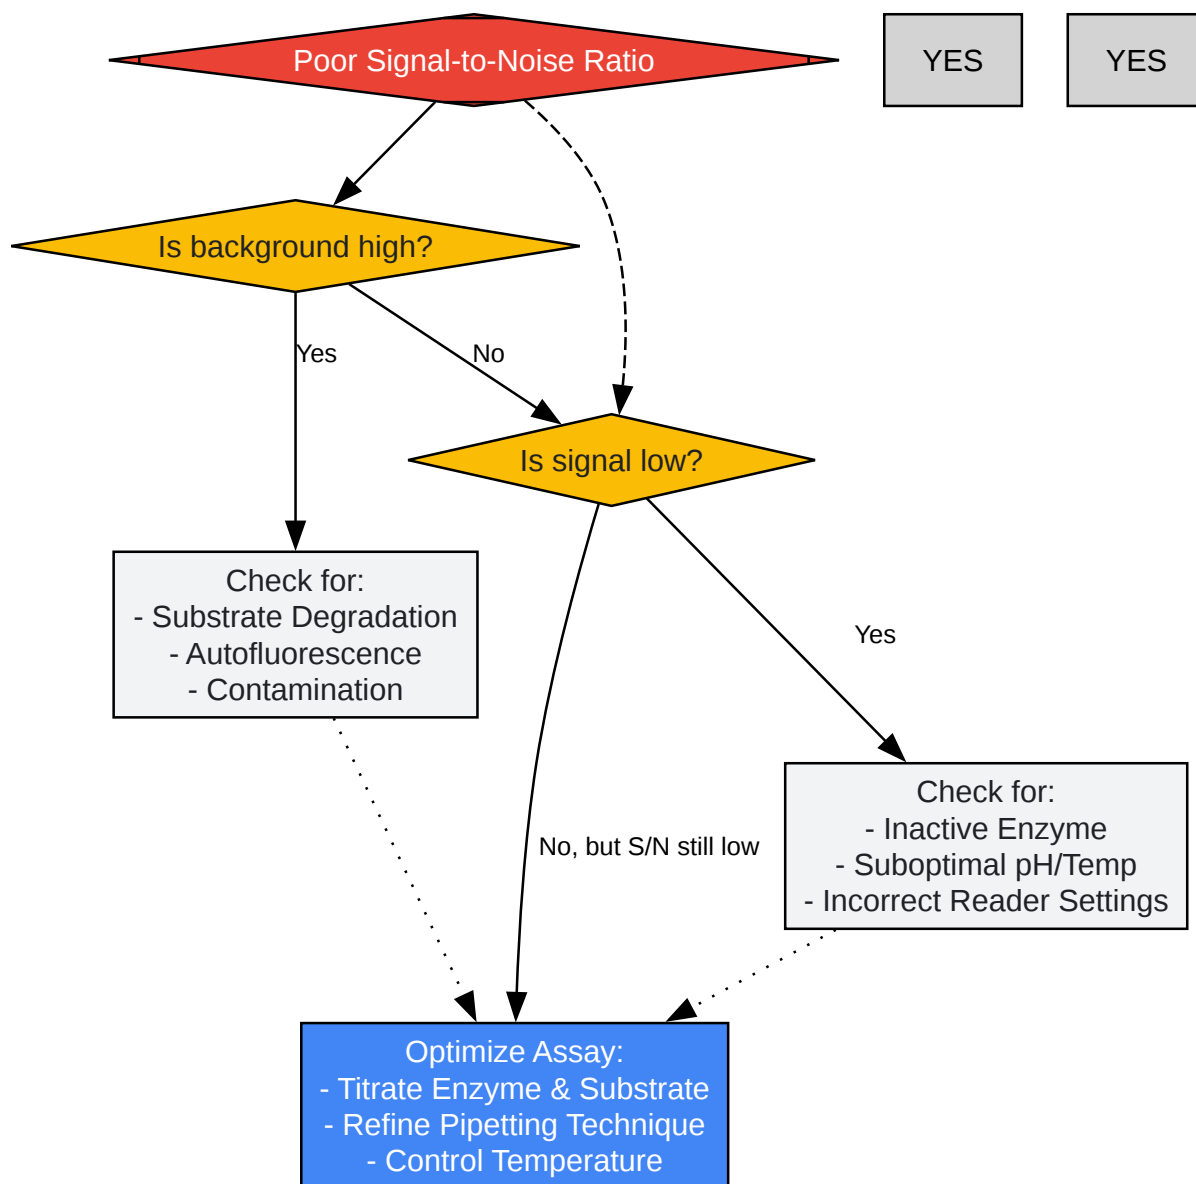 Poor Signal-to-Noise Ratio
YES
YES
Is background high?
Yes
No
Is signal low?
Check for:
- Substrate Degradation
- Autofluorescence
- Contamination
Yes
No, but S/N still low
Check for:
- Inactive Enzyme
- Suboptimal pH/Temp
- Incorrect Reader Settings
Optimize Assay:
- Titrate Enzyme & Substrate
- Refine Pipetting Technique
- Control Temperature